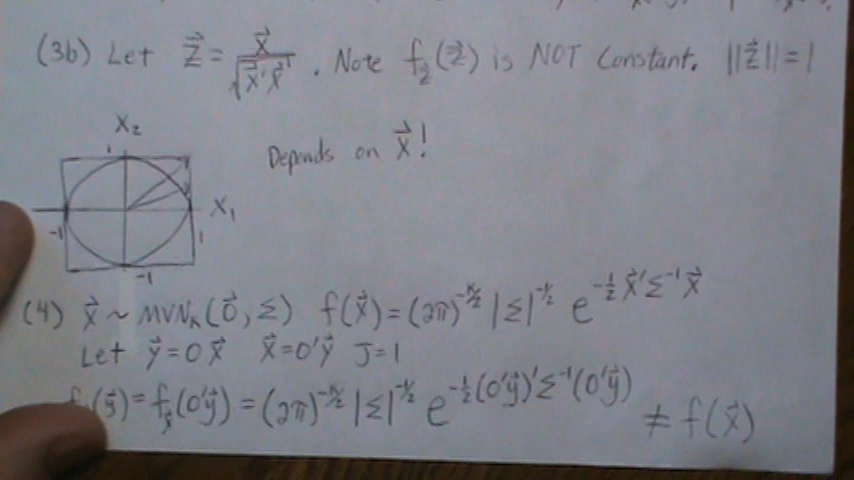 (3b) Let z⃗ = x⃗ / √(x⃗'x⃗) . Note f_z⃗(z⃗) is NOT Constant. ||z⃗|| = 1
X₂
1
Depends on x⃗!
X₁
-1
1
-1
(4) x⃗ ~ MVN_K(0⃗, Σ) f(x⃗) = (2π)^(-K/2) |Σ|^(-1/2) e^(-1/2 x⃗'Σ⁻¹x⃗)
Let y⃗ = O x⃗ x⃗ = O'y⃗ J = 1
(y⃗) = f_x⃗(O'y⃗) = (2π)^(-K/2) |Σ|^(-1/2) e^(-1/2 (O'y⃗)'Σ⁻¹(O'y⃗)) ≠ f(x⃗)